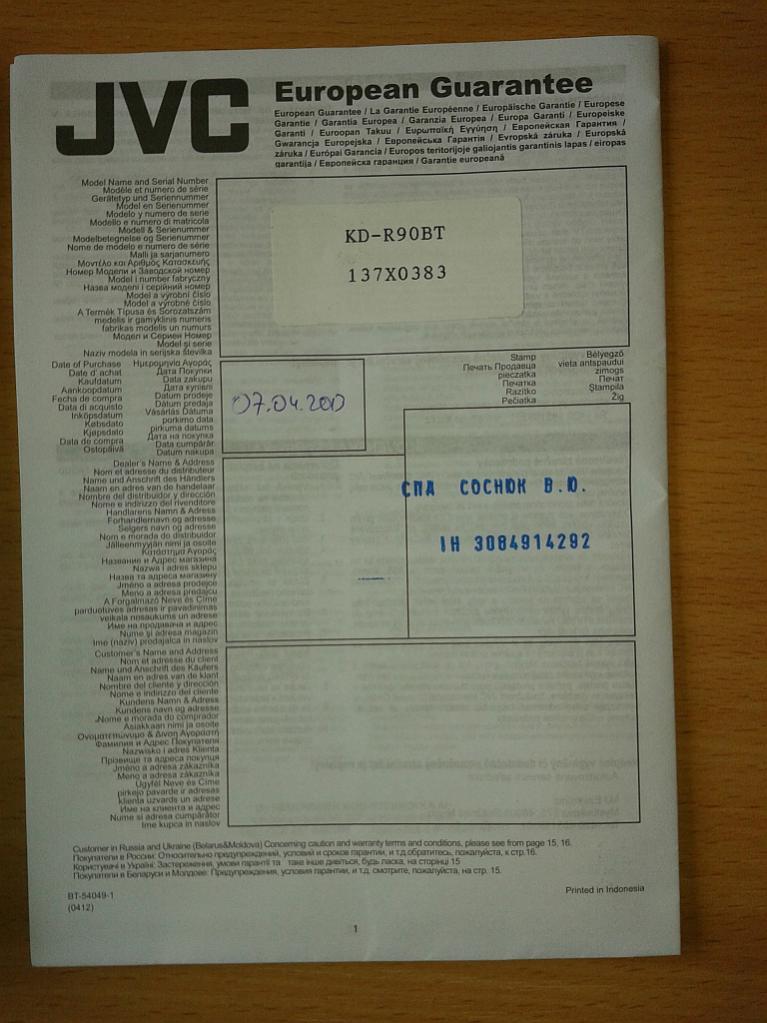 JVC
European Guarantee
European Guarantee / La Garantie Européenne / Europäische Garantie / Europese
Garantie / Garantia Europea / Garanzia Europea / Europa Garanti / Europeiske
Garanti / Euroopan Takuu / Ευρωπαϊκή Εγγύηση / Европейская Гарантия /
Gwarancja Europejska / Європейська Гарантія / Evropská záruka / Európská
záruka / Európai Garancia / Europos teritorijoje galiojantis garantinis lapas / eiropas
garantija / Европейска гаранция / Garantie europeană
Model Name and Serial Number
Modèle et numero de série
Gerätetyp und Seriennummer
Model en Serienummer
Modelo y numero de serie
Modello e numero di matricola
Modell & Serienummer
Modelbetegnelse og Serienummer
Nome de modelo e numero de série
Malli ja sarjanumero
Μοντέλο και Αριθμός Κατασκευής
Номер Модели и Заводской номер
Model i number fabryczny
Назва моделі і серійний номер
Model a výrobní číslo
Model a výrobné číslo
A Termék Típusa és Sorozatszám
modelis ir gamyklinis numeris
fabrikas modelis un numurs
Модел и Сериен Номер
Model si serie
Naziv modela in serijska številka
KD-R90BT
137X0383
Date of Purchase
Date d' achat
Kaufdatum
Aankoopdatum
Fecha de compra
Data di acquisto
Inköpsdatum
Købsdato
Kjøpsdato
Data de compra
Ostopäivä
Ημερομηνία Αγοράς
Дата Покупки
Data zakupu
Дата купівлі
Datum prodeje
Dátum predaja
Vásárlás Dátuma
pirkimo data
pirkuma datums
Дата на покупка
Data cumpărăr
Datum nakupa
07.04.2013
Stamp
Печать Продавца
pieczatka
Печатка
Razítko
Pečiatka
Bélyegző
vieta antspaudui
zimogs
Печат
Ştampila
Žig
Dealer's Name & Address
Nom et adresse du distributeur
Name und Anschrift des Händlers
Naam en adres van de handelaar
Nombre del distribuidor y dirección
Nome e indirizzo del rivenditore
Handlarens Namn & Adress
Forhandlernavn og adresse
Selgers navn og adresse
Nom e morada do distribuidor
Jälleenmyyjän nimi ja osoite
Κατάστημα Αγοράς
Название и Адрес магазина
Nazwa i adres sklepu
Назва та адреса магазину
Jméno a adresa prodejce
Meno a adresa predajcu
A Forgalmazó Neve és Címe
parduotuves adresas ir pavadinimas
veikala nosaukums un adrese
Име на продавача и адрес
Nume şi adresa magazin
Ime (naziv) prodajalca in naslov
СПА СОСНЮК В.Ю.
ІН 3084914292
Customer's Name and Address
Nom et adresse du client
Name und Anschrift des Käufers
Naam en adres van de klant
Nombre del cliente y dirección
Nome e indirizzo del cliente
Kundens Namn & Adress
Kundens navn og adresse
Nome e morada do comprador
Asiakkaan nimi ja osoite
Ονοματεπώνυμο & Δ/νση Αγοραστή
Фамилия и Адрес Покупателя
Nazwisko i adres Klienta
Прізвище та адреса покупця
Jméno a adresa zákazníka
Meno a adresa zákazníka
Ügyfél Neve és Címe
pirkejo pavarde ir adresas
klienta uzvards un adrese
Име на клиента и адрес
Nume si adresa cumpărător
Ime kupca in naslov
Customer in Russia and Ukraine (Belarus&Moldova) Concerning caution and warranty terms and conditions, please see from page 15, 16.
Покупатели в России: Относительно предупреждений, условий и сроков гарантии, и т.д.обратитесь, пожалуйста, к стр.16.
Користувачі в Україні: Застереження, умови гарантії та таке інше дивіться, будь ласка, на сторінці 15
Покупатели в Беларуси и Молдове: Предупреждения, условия гарантии, и т.д. смотрите, пожалуйста, на стр. 15.
BT-54049-1
(0412)
Printed in Indonesia
1